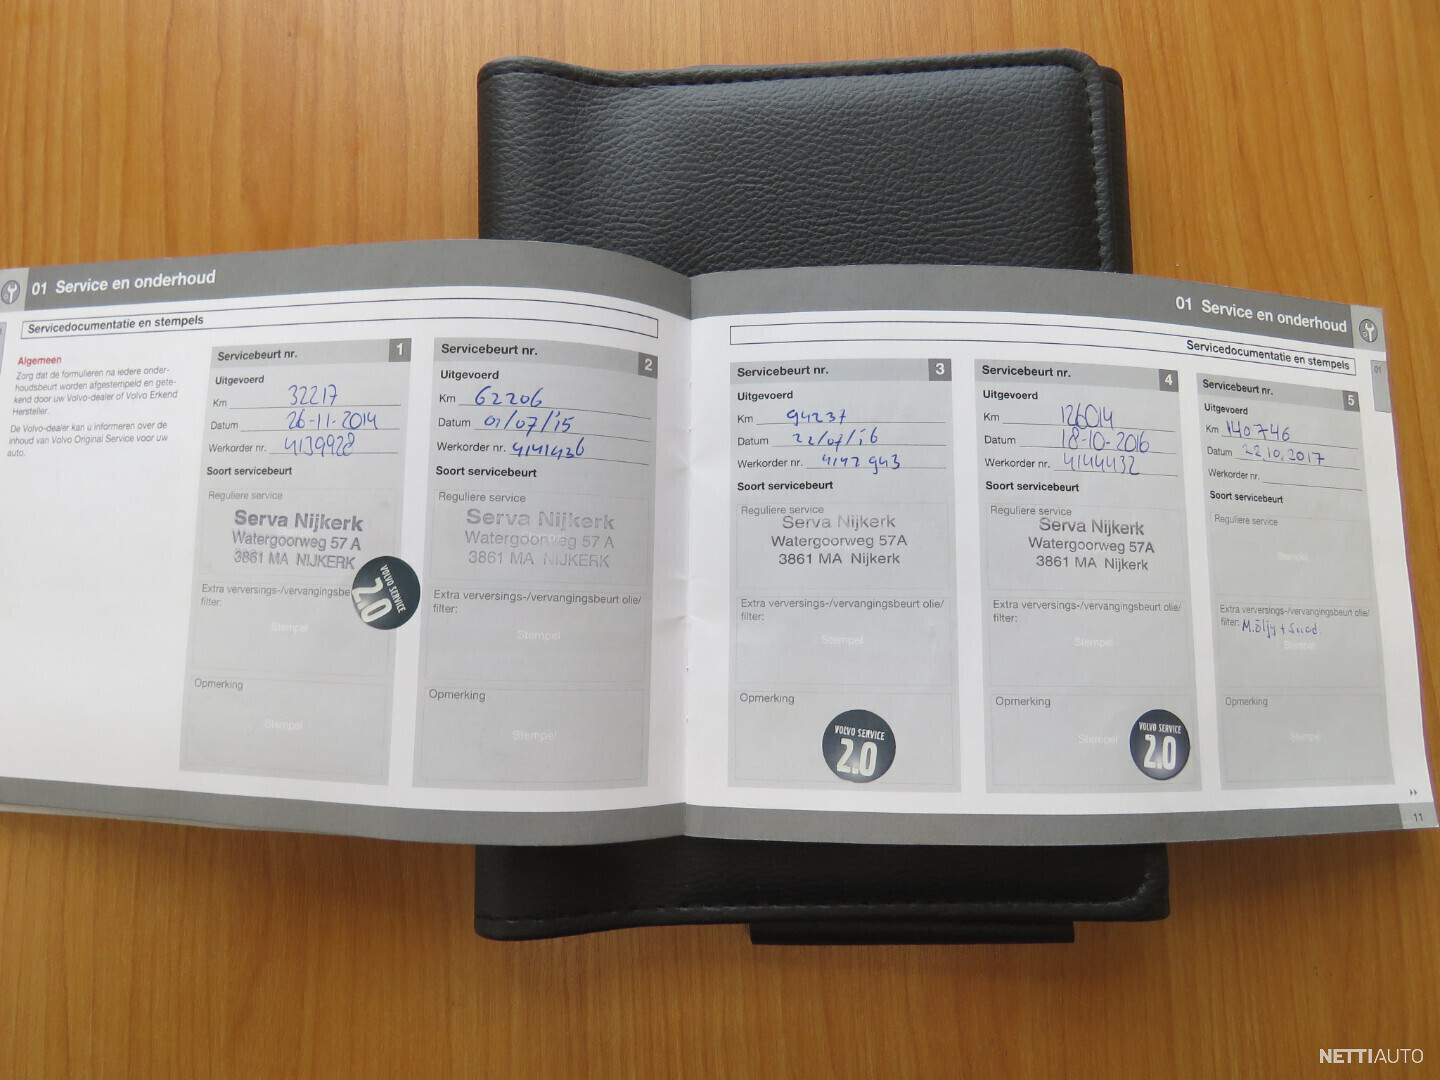 01 Service en onderhoud
Servicedocumentatie en stempels
Algemeen
Zorg dat de formulieren na iedere onder-
houdsbeurt worden afgestempeld en gete-
kend door uw Volvo-dealer of Volvo Erkend
Hersteller.
De Volvo-dealer kan u informeren over de
inhoud van Volvo Original Service voor uw
auto.
Servicebeurt nr. 1
Uitgevoerd
Km 32217
Datum 26-11-2014
Werkorder nr. 4139928
Soort servicebeurt
Reguliere service
Serva Nijkerk
Watergoorweg 57 A
3861 MA NIJKERK
VOLVO SERVICE
2.0
Extra verversings-/vervangingsbe
filter:
Stempel
Opmerking
Stempel
Servicebeurt nr. 2
Uitgevoerd
Km 62206
Datum 01/07/15
Werkorder nr. 4141436
Soort servicebeurt
Reguliere service
Serva Nijkerk
Watergoorweg 57 A
3861 MA NIJKERK
Extra verversings-/vervangingsbeurt olie/
filter:
Stempel
Opmerking
Stempel
01 Service en onderhoud
Servicedocumentatie en stempels
01
Servicebeurt nr. 3
Uitgevoerd
Km 94237
Datum 22/01/16
Werkorder nr. 4142943
Soort servicebeurt
Reguliere service
Serva Nijkerk
Watergoorweg 57A
3861 MA Nijkerk
Extra verversings-/vervangingsbeurt olie/
filter:
Stempel
Opmerking
VOLVO SERVICE
2.0
Servicebeurt nr. 4
Uitgevoerd
Km 126014
Datum 18-10-2016
Werkorder nr. 4144432
Soort servicebeurt
Reguliere service
Serva Nijkerk
Watergoorweg 57A
3861 MA Nijkerk
Extra verversings-/vervangingsbeurt olie/
filter:
Stempel
Opmerking
Stempel
VOLVO SERVICE
2.0
Servicebeurt nr. 5
Uitgevoerd
Km 140746
Datum 22.10.2017
Werkorder nr.
Soort servicebeurt
Reguliere service
Stempel
Extra verversings-/vervangingsbeurt olie/
filter: M.öljy + Suod.
Stempel
Opmerking
Stempel
11
NETTIAUTO